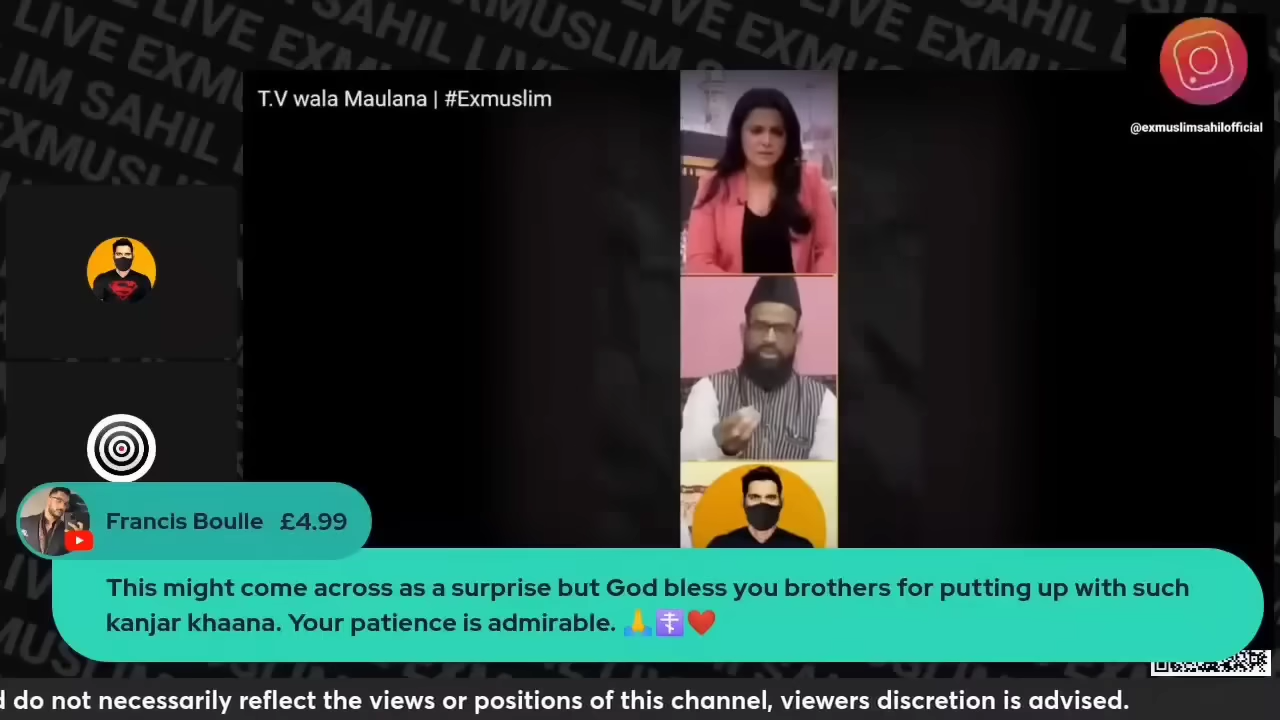 T.V wala Maulana | #Exmuslim
@exmuslimsahilofficial
Francis Boulle £4.99
This might come across as a surprise but God bless you brothers for putting up with such
kanjar khaana. Your patience is admirable. 🙏☦️❤️
d do not necessarily reflect the views or positions of this channel, viewers discretion is advised.